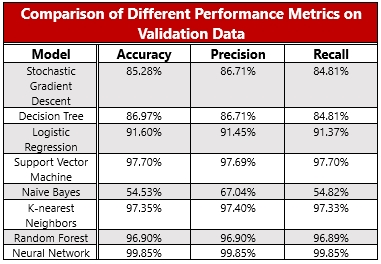 Comparison of Different Performance Metrics on
Validation Data
Model Accuracy Precision Recall
Stochastic 85.28% 86.71% 84.81%
Gradient
Descent
Decision Tree 86.97% 86.71% 84.81%
Logistic 91.60% 91.45% 91.37%
Regression
Support Vector 97.70% 97.69% 97.70%
Machine
Naive Bayes 54.53% 67.04% 54.82%
K-nearest 97.35% 97.40% 97.33%
Neighbors
Random Forest 96.90% 96.90% 96.89%
Neural Network 99.85% 99.85% 99.85%